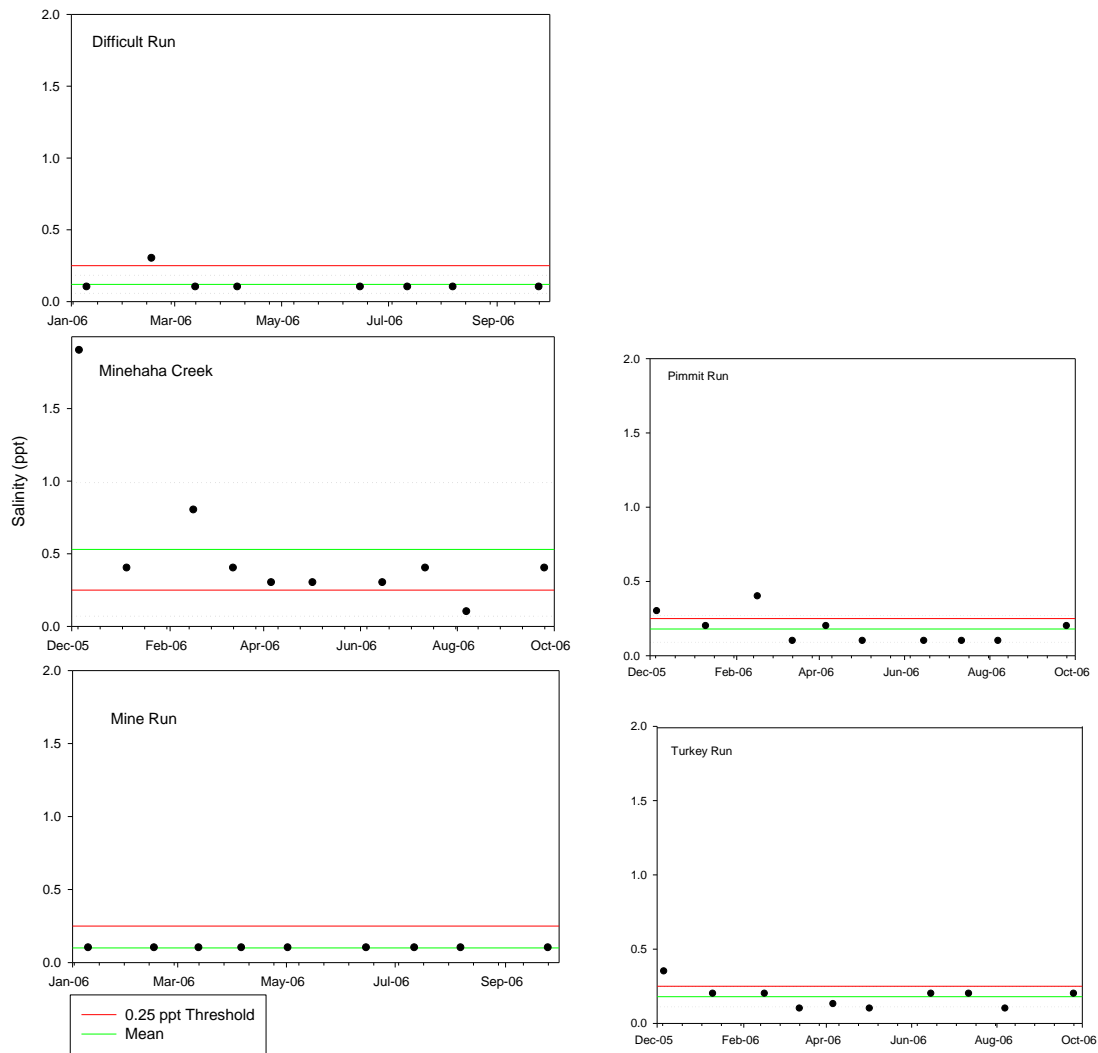 2.0
Difficult Run
1.5
1.0
0.5
0.0
Jan-06 Mar-06 May-06 Jul-06 Sep-06
Salinity (ppt)
Minehaha Creek
1.5
1.0
0.5
0.0
Dec-05 Feb-06 Apr-06 Jun-06 Aug-06 Oct-06
2.0
Mine Run
1.5
1.0
0.5
0.0
Jan-06 Mar-06 May-06 Jul-06 Sep-06
0.25 ppt Threshold
Mean
2.0
Pimmit Run
1.5
1.0
0.5
0.0
Dec-05 Feb-06 Apr-06 Jun-06 Aug-06 Oct-06
2.0
Turkey Run
1.5
1.0
0.5
0.0
Dec-05 Feb-06 Apr-06 Jun-06 Aug-06 Oct-06